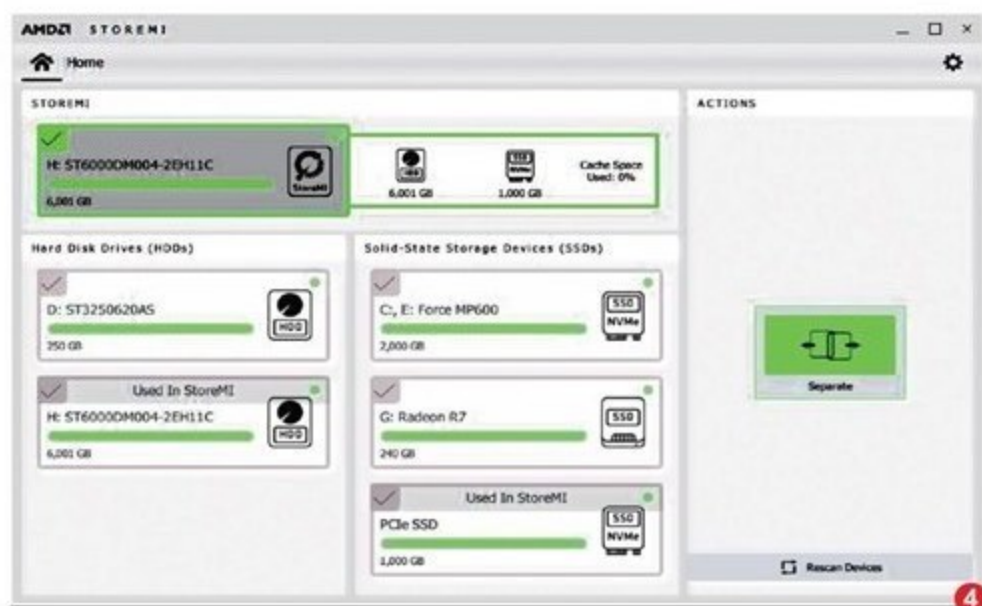 AMD STOREMI
Home
STOREMI
H: ST6000DM004-2EH11C
StoreMI
6,001 GB
HDD
6,001 GB
SSD
NVMe
1,000 GB
Cache Space
Used: 0%
Hard Disk Drives (HDDs)
D: ST3250620AS
HDD
250 GB
Used In StoreMI
H: ST6000DM004-2EH11C
HDD
6,001 GB
Solid-State Storage Devices (SSDs)
C:, E: Force MP600
SSD
NVMe
2,000 GB
G: Radeon R7
SSD
240 GB
Used In StoreMI
PCIe SSD
SSD
NVMe
1,000 GB
ACTIONS
Separate
Rescan Devices
4